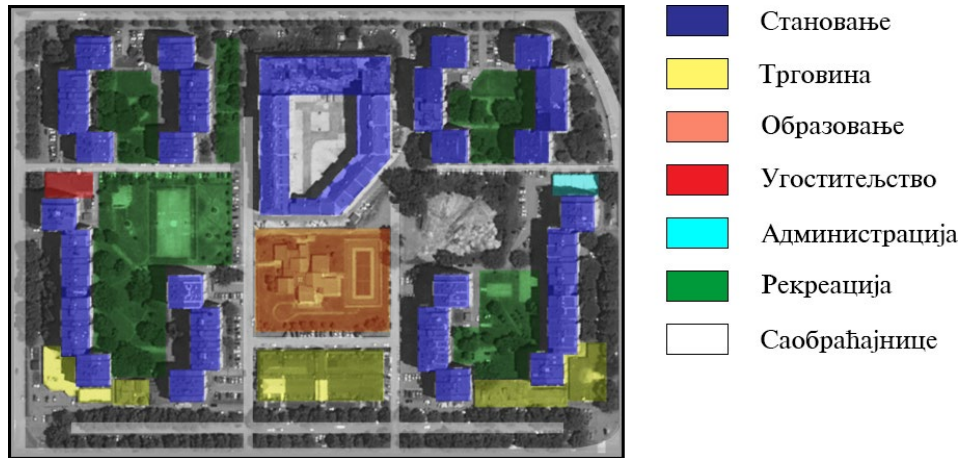 Становање
Трговина
Образовање
Угоститељство
Администрација
Рекреација
Саобраћајнице